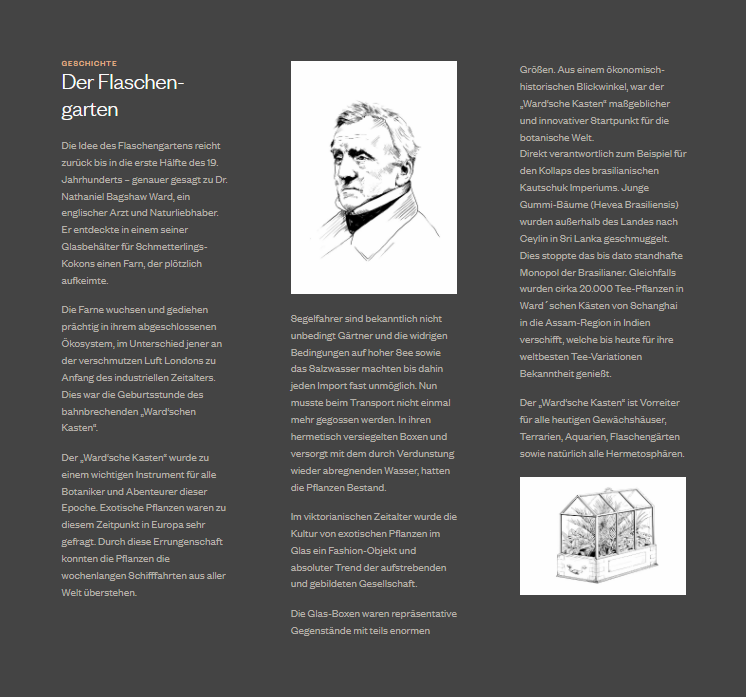 GESCHICHTE
Der Flaschen-
garten
Die Idee des Flaschengartens reicht
zurück bis in die erste Hälfte des 19.
Jahrhunderts – genauer gesagt zu Dr.
Nathaniel Bagshaw Ward, ein
englischer Arzt und Naturliebhaber.
Er entdeckte in einem seiner
Glasbehälter für Schmetterlings-
Kokons einen Farn, der plötzlich
aufkeimte.
Die Farne wuchsen und gediehen
prächtig in ihrem abgeschlossenen
Ökosystem, im Unterschied jener an
der verschmutzen Luft Londons zu
Anfang des industriellen Zeitalters.
Dies war die Geburtsstunde des
bahnbrechenden „Ward'schen
Kasten“.
Der „Ward'sche Kasten“ wurde zu
einem wichtigen Instrument für alle
Botaniker und Abenteurer dieser
Epoche. Exotische Pflanzen waren zu
diesem Zeitpunkt in Europa sehr
gefragt. Durch diese Errungenschaft
konnten die Pflanzen die
wochenlangen Schifffahrten aus aller
Welt überstehen.
Segelfahrer sind bekanntlich nicht
unbedingt Gärtner und die widrigen
Bedingungen auf hoher See sowie
das Salzwasser machten bis dahin
jeden Import fast unmöglich. Nun
musste beim Transport nicht einmal
mehr gegossen werden. In ihren
hermetisch versiegelten Boxen und
versorgt mit dem durch Verdunstung
wieder abregnenden Wasser, hatten
die Pflanzen Bestand.
Im viktorianischen Zeitalter wurde die
Kultur von exotischen Pflanzen im
Glas ein Fashion-Objekt und
absoluter Trend der aufstrebenden
und gebildeten Gesellschaft.
Die Glas-Boxen waren repräsentative
Gegenstände mit teils enormen
Größen. Aus einem ökonomisch-
historischen Blickwinkel, war der
„Ward'sche Kasten“ maßgeblicher
und innovativer Startpunkt für die
botanische Welt.
Direkt verantwortlich zum Beispiel für
den Kollaps des brasilianischen
Kautschuk Imperiums. Junge
Gummi-Bäume (Hevea Brasiliensis)
wurden außerhalb des Landes nach
Ceylin in Sri Lanka geschmuggelt.
Dies stoppte das bis dato standhafte
Monopol der Brasilianer. Gleichfalls
wurden cirka 20.000 Tee-Pflanzen in
Ward´schen Kästen von Schanghai
in die Assam-Region in Indien
verschifft, welche bis heute für ihre
weltbesten Tee-Variationen
Bekanntheit genießt.
Der „Ward'sche Kasten“ ist Vorreiter
für alle heutigen Gewächshäuser,
Terrarien, Aquarien, Flaschengärten
sowie natürlich alle Hermetosphären.